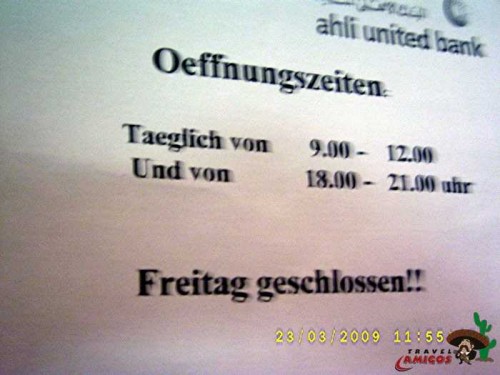 ahli united bank
Oeffnungszeiten:
Taeglich von 9.00 - 12.00
Und von 18.00 - 21.00 uhr
Freitag geschlossen!!
23/03/2009 11:55
TRAVEL
AMIGOS